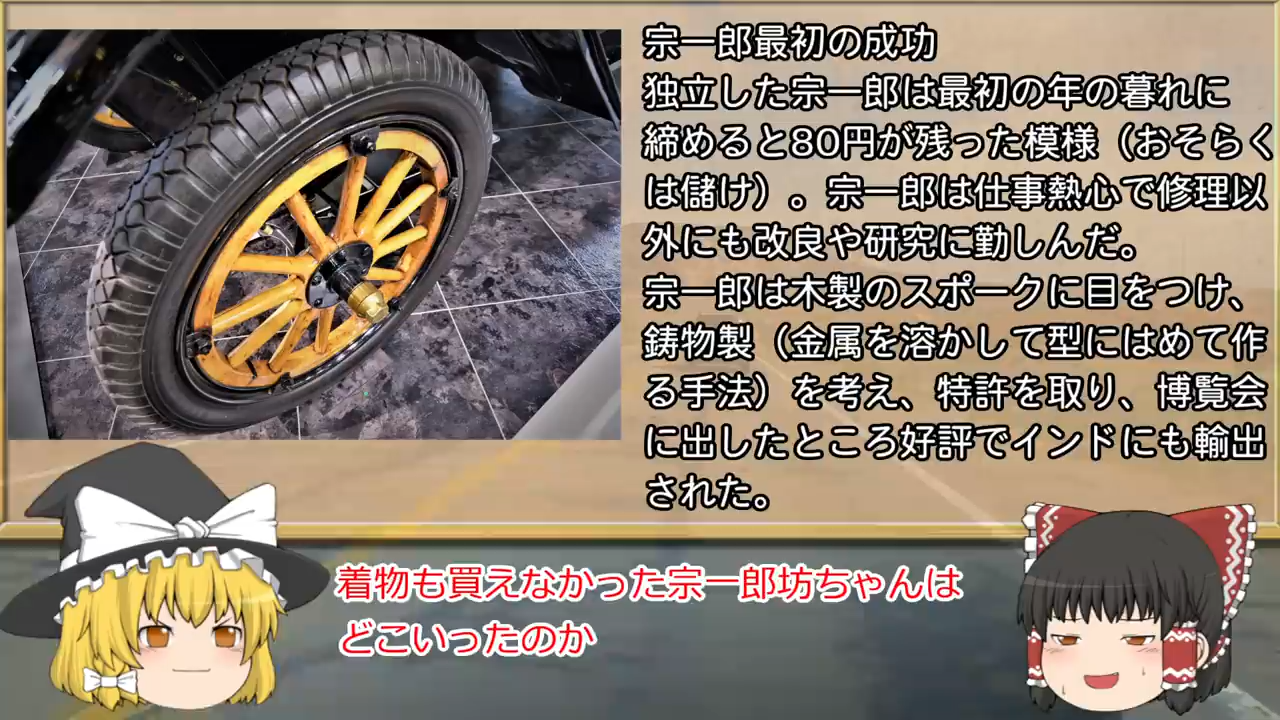 宗一郎最初の成功
独立した宗一郎は最初の年の暮れに
締めると80円が残った模様（おそらく
は儲け）。宗一郎は仕事熱心で修理以
外にも改良や研究に勤しんだ。
宗一郎は木製のスポークに目をつけ、
鋳物製（金属を溶かして型にはめて作
る手法）を考え、特許を取り、博覧会
に出したところ好評でインドにも輸出
された。
着物も買えなかった宗一郎坊ちゃんは
どこいったのか